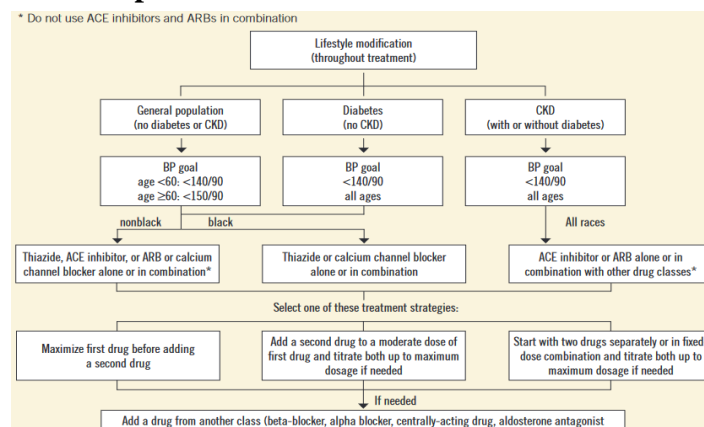 * Do not use ACE inhibitors and ARBs in combination
Lifestyle modification
(throughout treatment)
General population
(no diabetes or CKD)
Diabetes
(no CKD)
CKD
(with or without diabetes)
BP goal
age <60: <140/90
age ≥60: <150/90
BP goal
<140/90
all ages
BP goal
<140/90
all ages
nonblack
black
All races
Thiazide, ACE inhibitor, or ARB or calcium
channel blocker alone or in combination*
Thiazide or calcium channel blocker
alone or in combination
ACE inhibitor or ARB alone or in
combination with other drug classes*
Select one of these treatment strategies:
Maximize first drug before adding
a second drug
Add a second drug to a moderate dose of
first drug and titrate both up to maximum
dosage if needed
Start with two drugs separately or in fixed
dose combination and titrate both up to
maximum dosage if needed
If needed
Add a drug from another class (beta-blocker, alpha blocker, centrally-acting drug, aldosterone antagonist